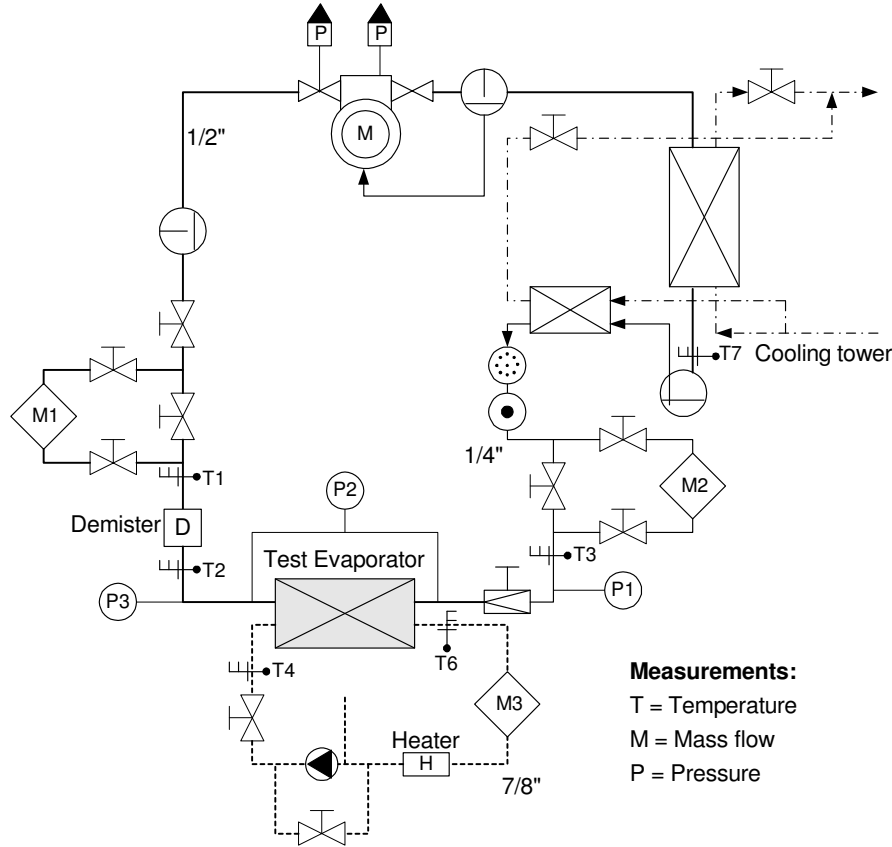 P
P
1/2"
M
T7
Cooling tower
M1
1/4"
M2
T1
P2
Demister
D
Test Evaporator
T3
T2
P3
P1
T6
T4
Measurements:
M3
T = Temperature
Heater
M = Mass flow
H
7/8"
P = Pressure